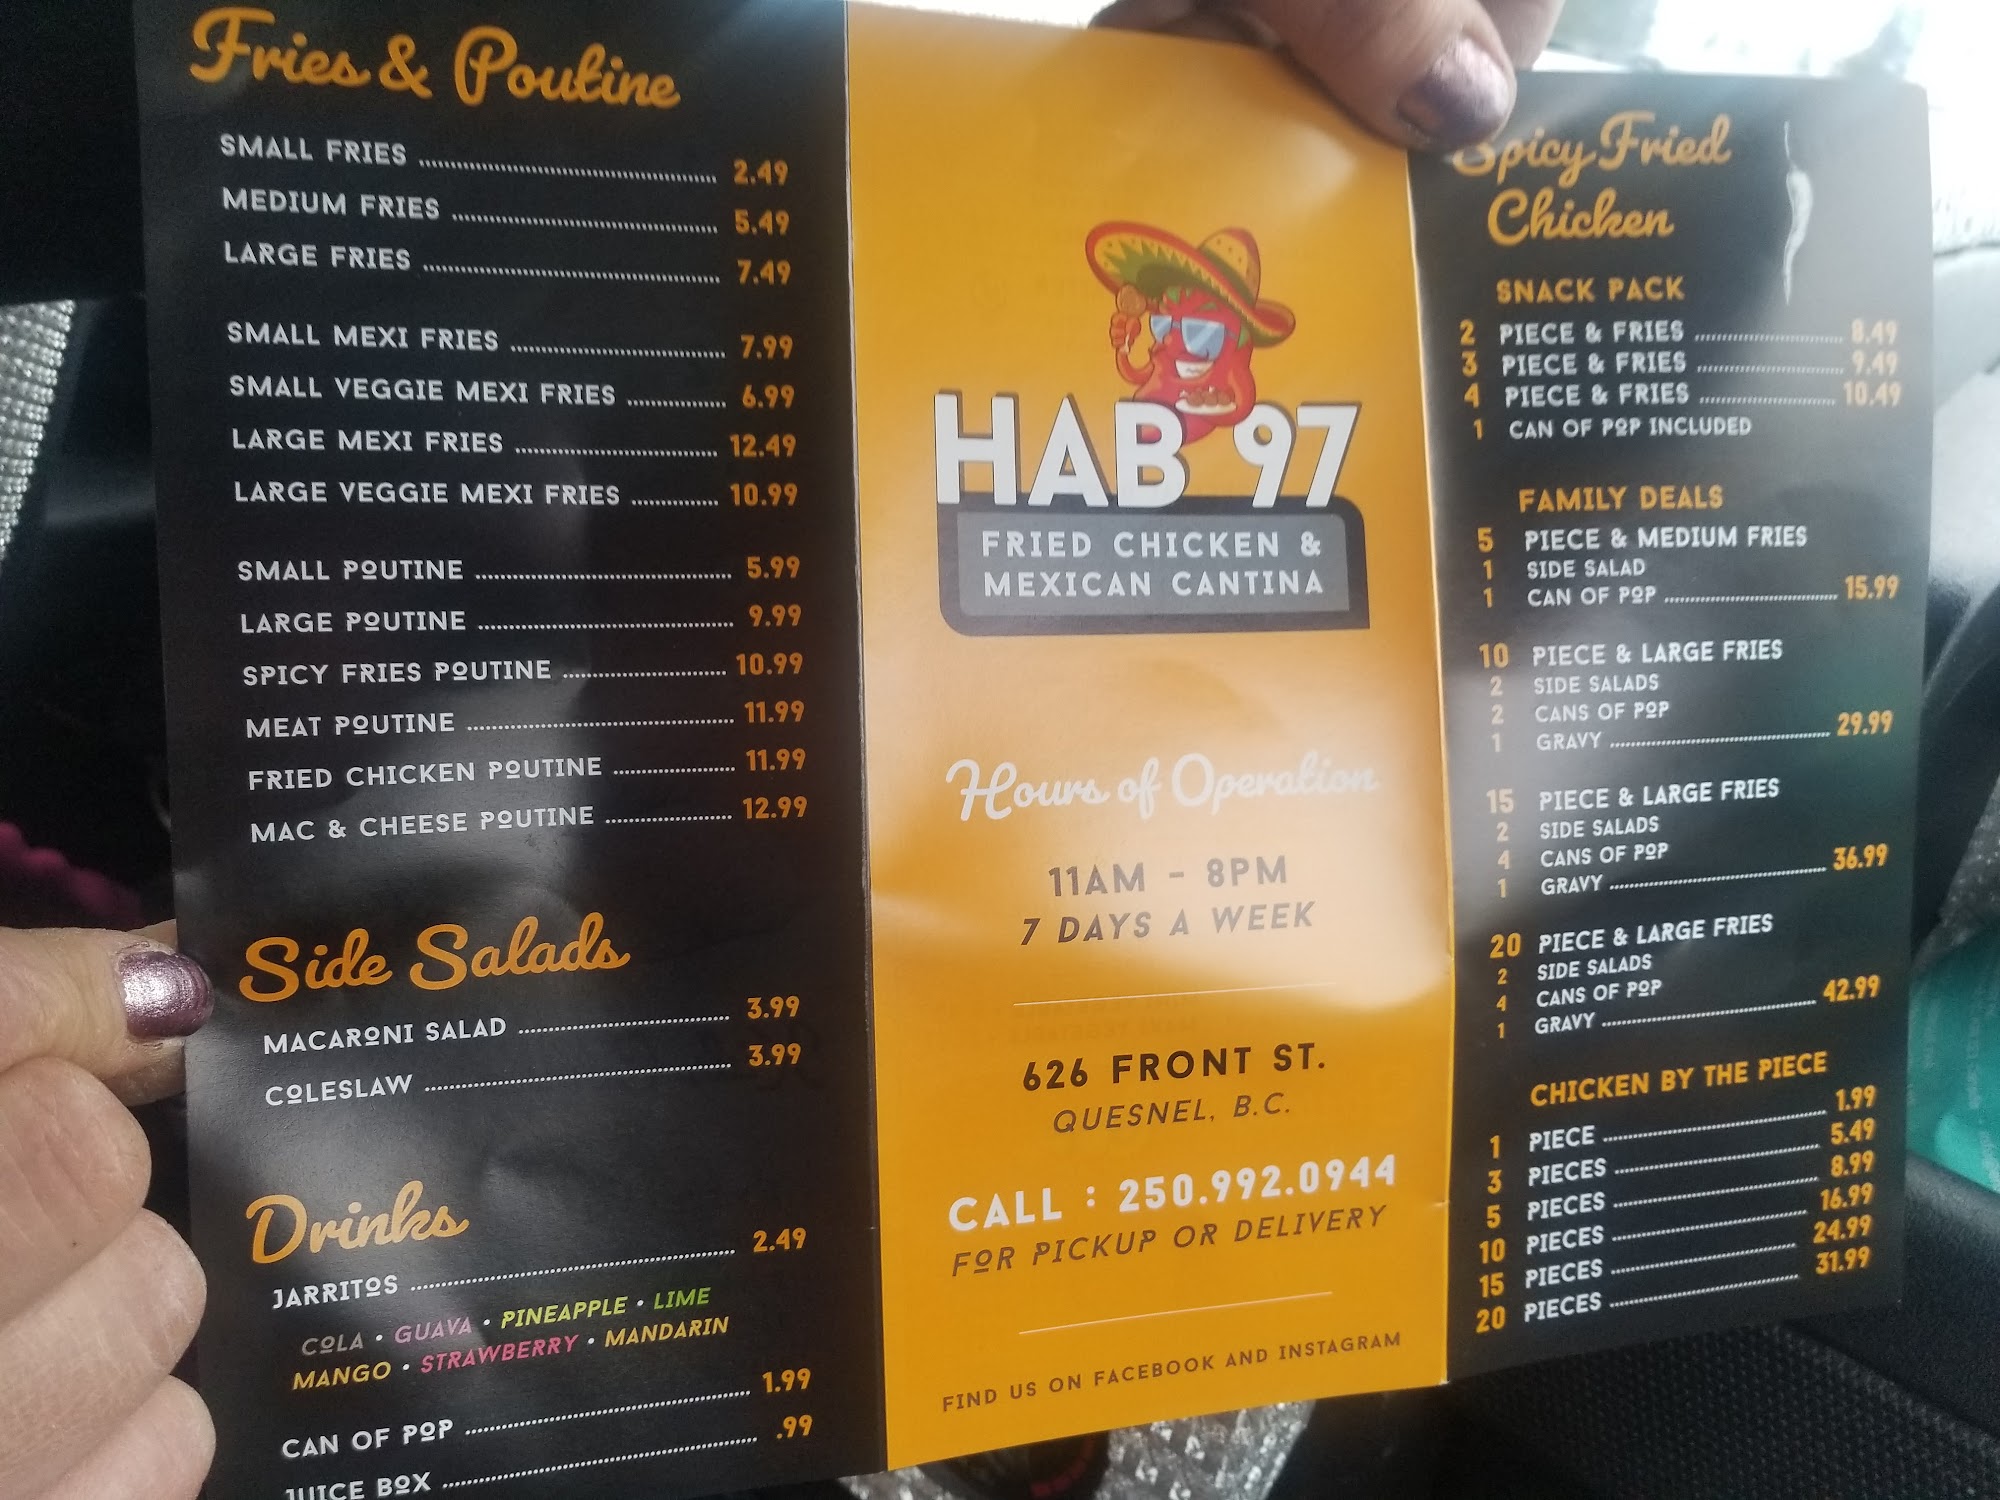 Fries & Poutine
SMALL FRIES 2.49
MEDIUM FRIES 5.49
LARGE FRIES 7.49
SMALL MEXI FRIES 7.99
SMALL VEGGIE MEXI FRIES 6.99
LARGE MEXI FRIES 12.49
LARGE VEGGIE MEXI FRIES 10.99
SMALL POUTINE 5.99
LARGE POUTINE 9.99
SPICY FRIES POUTINE 10.99
MEAT POUTINE 11.99
FRIED CHICKEN POUTINE 11.99
MAC & CHEESE POUTINE 12.99
Side Salads
MACARONI SALAD 3.99
COLESLAW 3.99
Drinks
JARRITOS 2.49
COLA • GUAVA • PINEAPPLE • LIME
MANGO • STRAWBERRY • MANDARIN
CAN OF POP 1.99
JUICE BOX .99
HAB 97
FRIED CHICKEN &
MEXICAN CANTINA
Hours of Operation
11AM - 8PM
7 DAYS A WEEK
626 FRONT ST.
QUESNEL, B.C.
CALL : 250.992.0944
FOR PICKUP OR DELIVERY
FIND US ON FACEBOOK AND INSTAGRAM
Spicy Fried
Chicken
SNACK PACK
2 PIECE & FRIES 8.49
3 PIECE & FRIES 9.49
4 PIECE & FRIES 10.49
1 CAN OF POP INCLUDED
FAMILY DEALS
5 PIECE & MEDIUM FRIES
1 SIDE SALAD
1 CAN OF POP 15.99
10 PIECE & LARGE FRIES
2 SIDE SALADS
2 CANS OF POP
1 GRAVY 29.99
15 PIECE & LARGE FRIES
2 SIDE SALADS
4 CANS OF POP
1 GRAVY 36.99
20 PIECE & LARGE FRIES
2 SIDE SALADS
4 CANS OF POP
1 GRAVY 42.99
CHICKEN BY THE PIECE
1 PIECE 1.99
3 PIECES 5.49
5 PIECES 8.99
10 PIECES 16.99
15 PIECES 24.99
20 PIECES 31.99